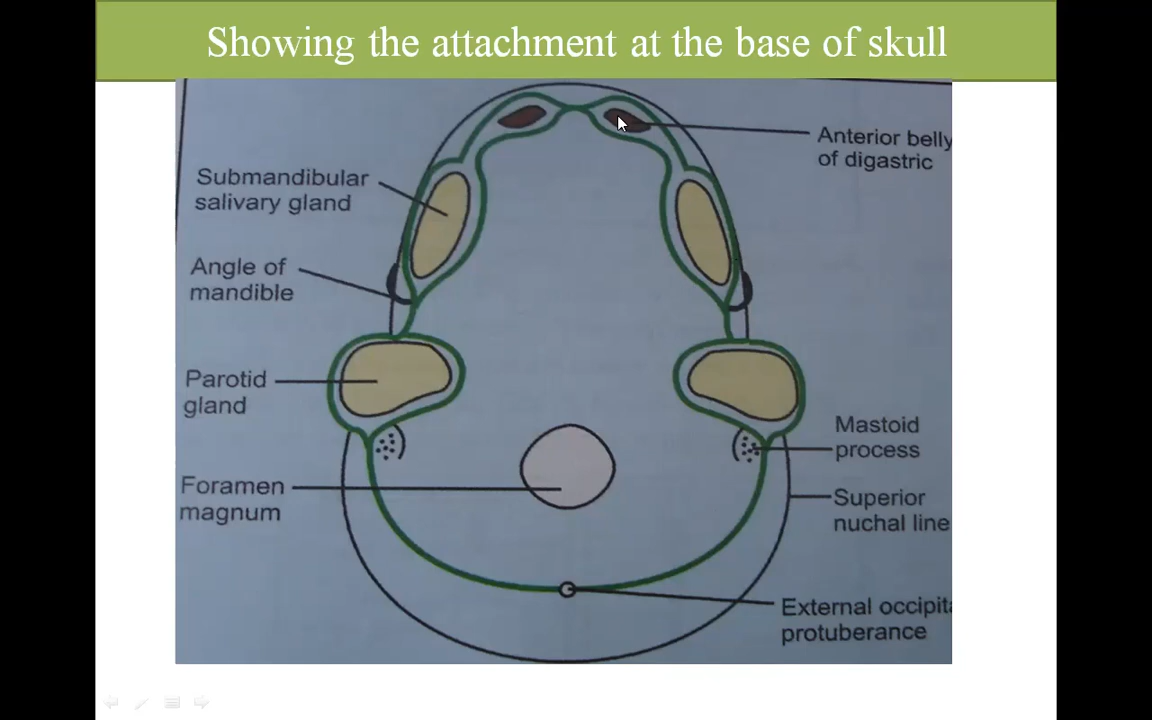 Showing the attachment at the base of skull
Anterior belly
of digastric
Submandibular
salivary gland
Angle of
mandible
Parotid
gland
Mastoid
process
Foramen
magnum
Superior
nuchal line
External occipit
protuberance